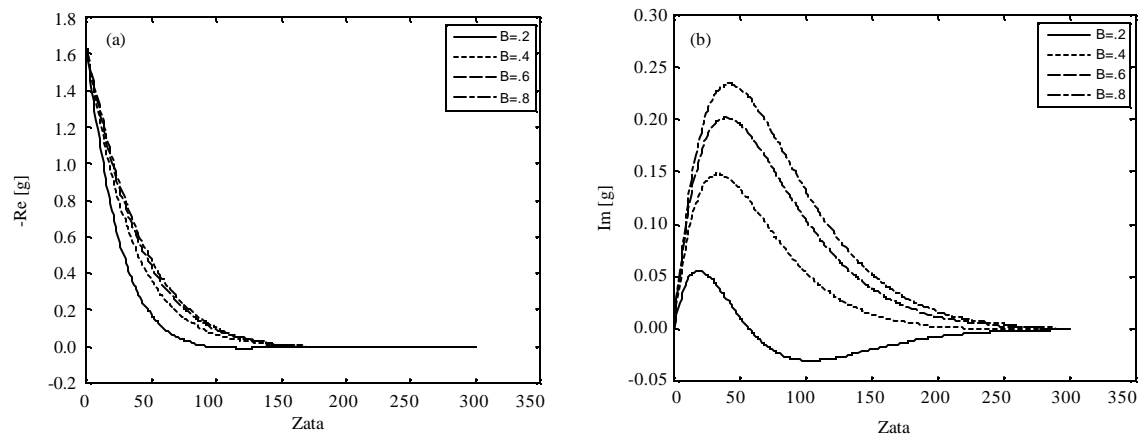 (a)
B=.2
B=.4
B=.6
B=.8
1.8
1.6
1.4
1.2
1.0
0.8
0.6
0.4
0.2
0.0
-0.2
-Re [g]
0 50 100 150 200 250 300 350
Zata
(b)
B=.2
B=.4
B=.6
B=.8
0.30
0.25
0.20
0.15
0.10
0.05
0.00
-0.05
Im [g]
0 50 100 150 200 250 300 350
Zata